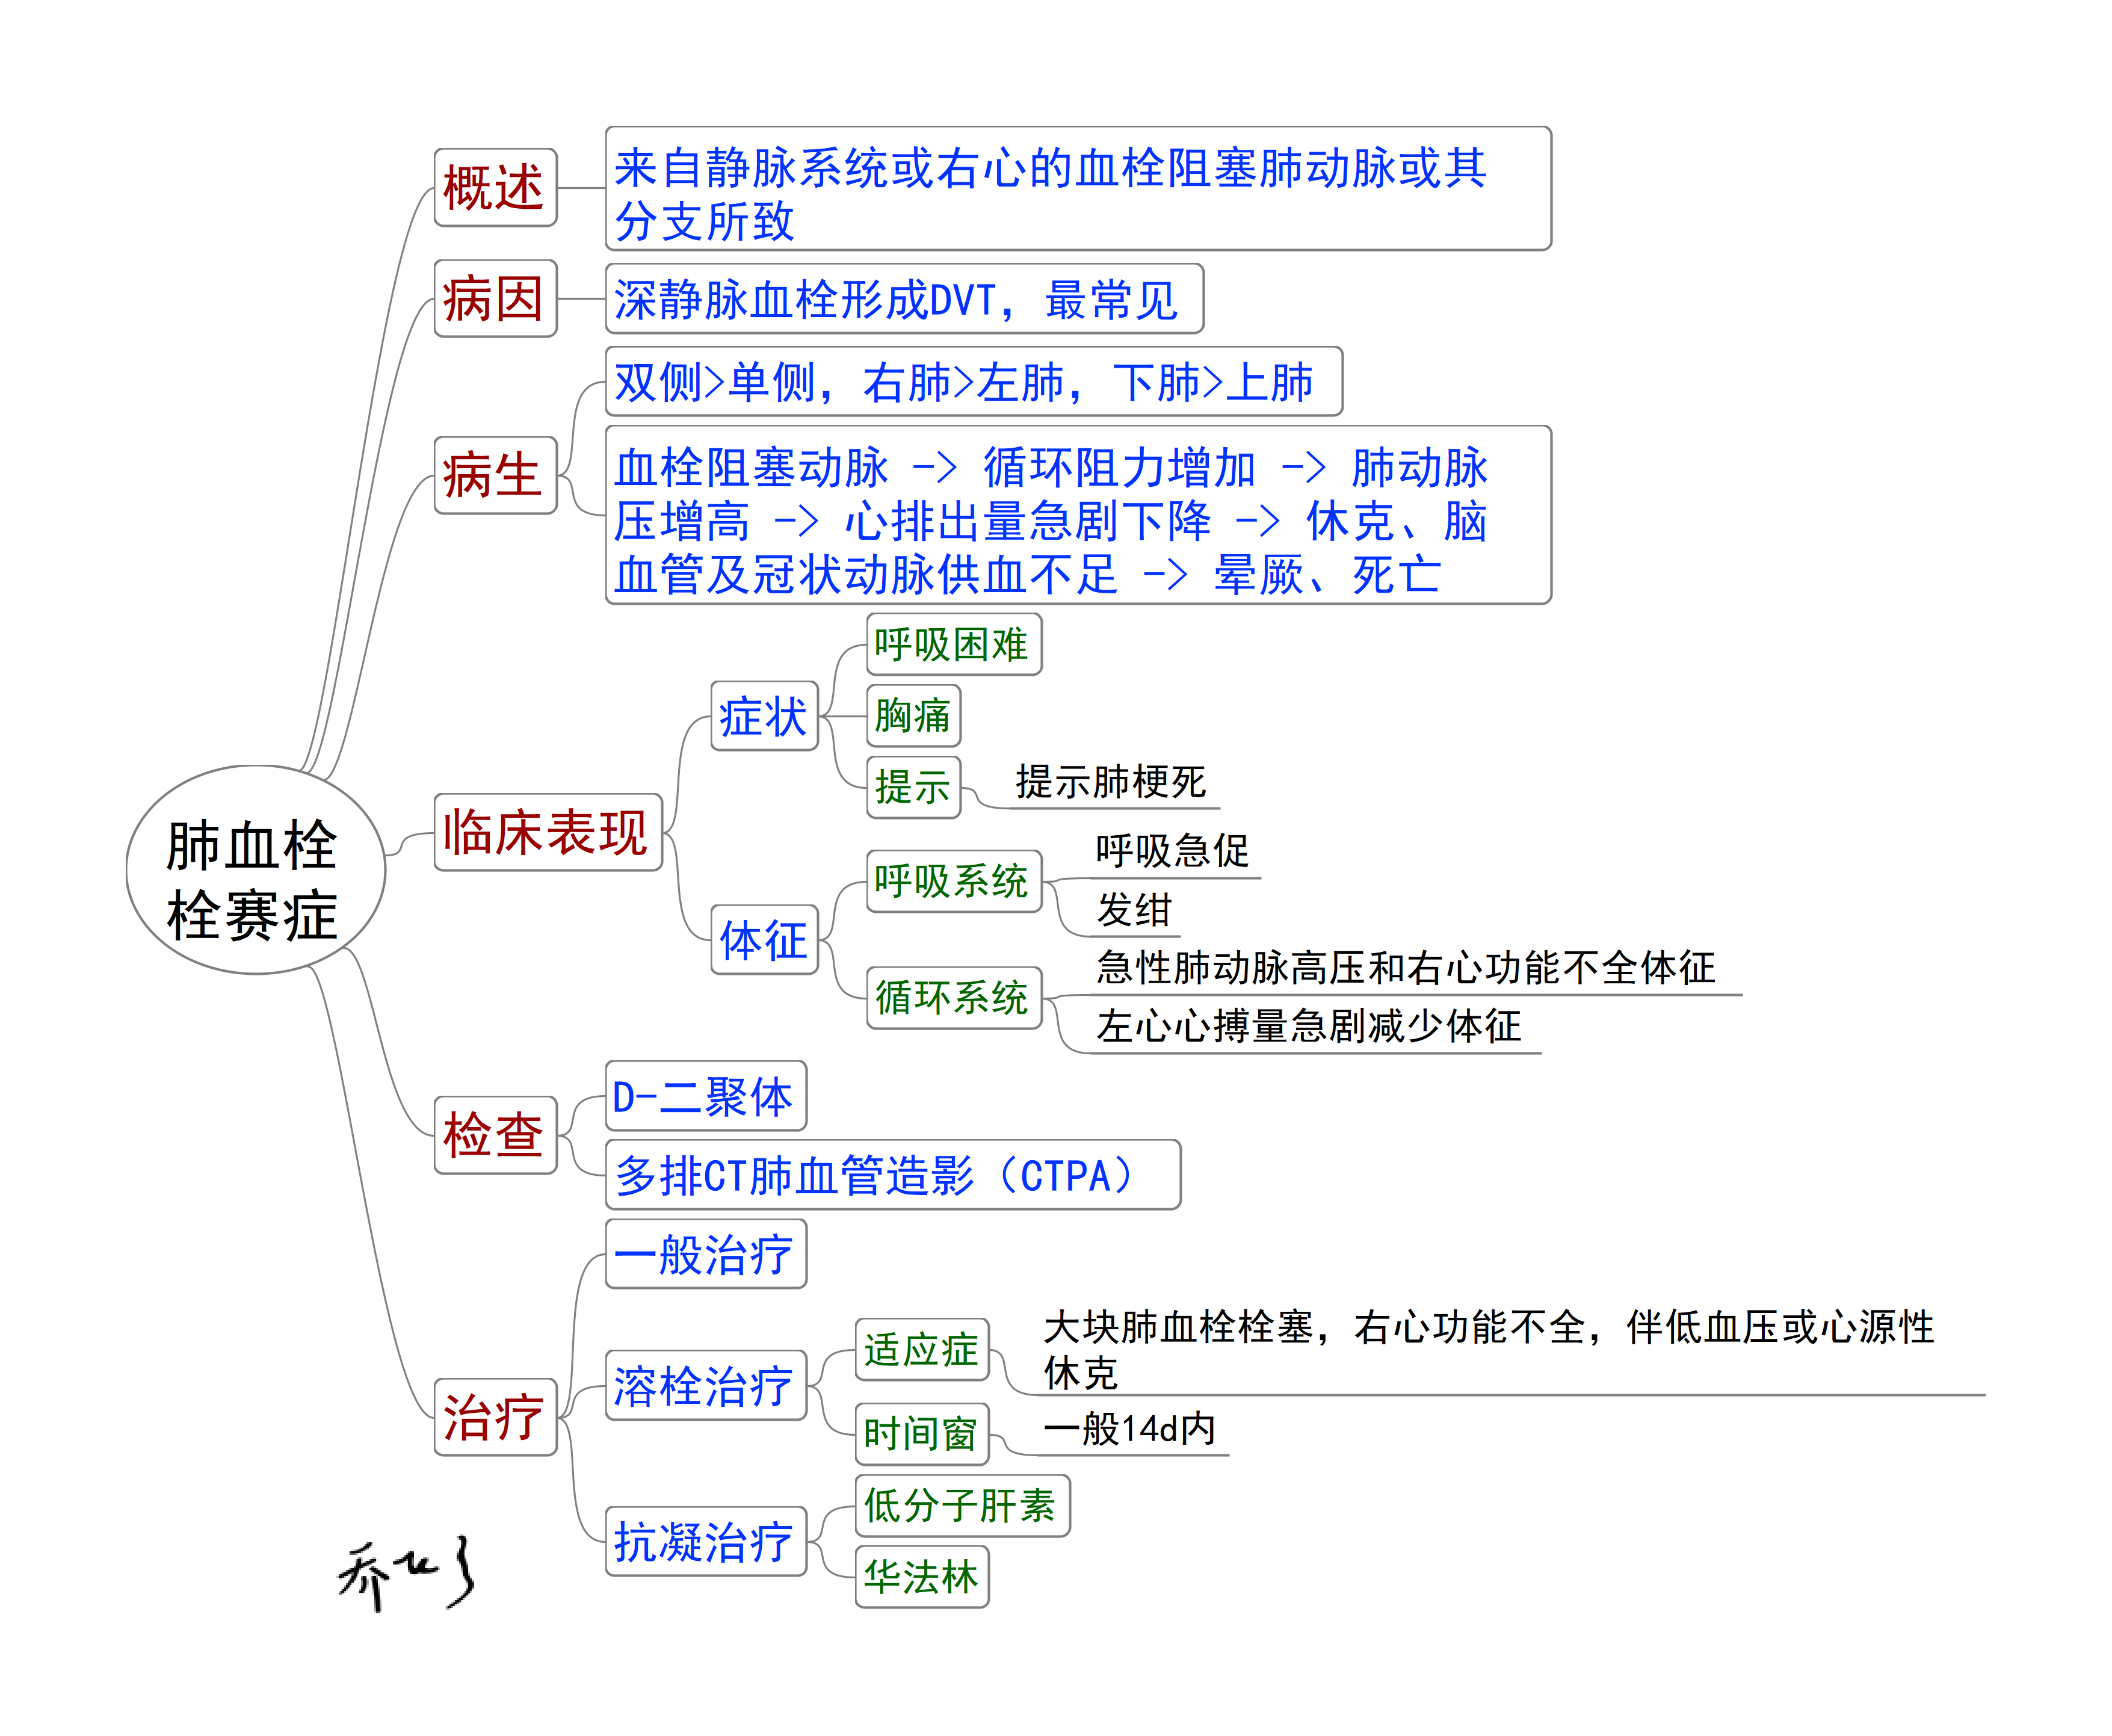 概述
来自静脉系统或右心的血栓阻塞肺动脉或其
分支所致
病因
深静脉血栓形成DVT，最常见
病生
双侧>单侧，右肺>左肺，下肺>上肺
血栓阻塞动脉 -> 循环阻力增加 -> 肺动脉
压增高 -> 心排出量急剧下降 -> 休克、脑
血管及冠状动脉供血不足 -> 晕厥、死亡
肺血栓
栓赛症
临床表现
症状
呼吸困难
胸痛
提示
提示肺梗死
体征
呼吸系统
呼吸急促
发绀
循环系统
急性肺动脉高压和右心功能不全体征
左心心搏量急剧减少体征
检查
D-二聚体
多排CT肺血管造影（CTPA）
治疗
一般治疗
溶栓治疗
适应症
大块肺血栓栓塞，右心功能不全，伴低血压或心源性
休克
时间窗
一般14d内
抗凝治疗
低分子肝素
华法林